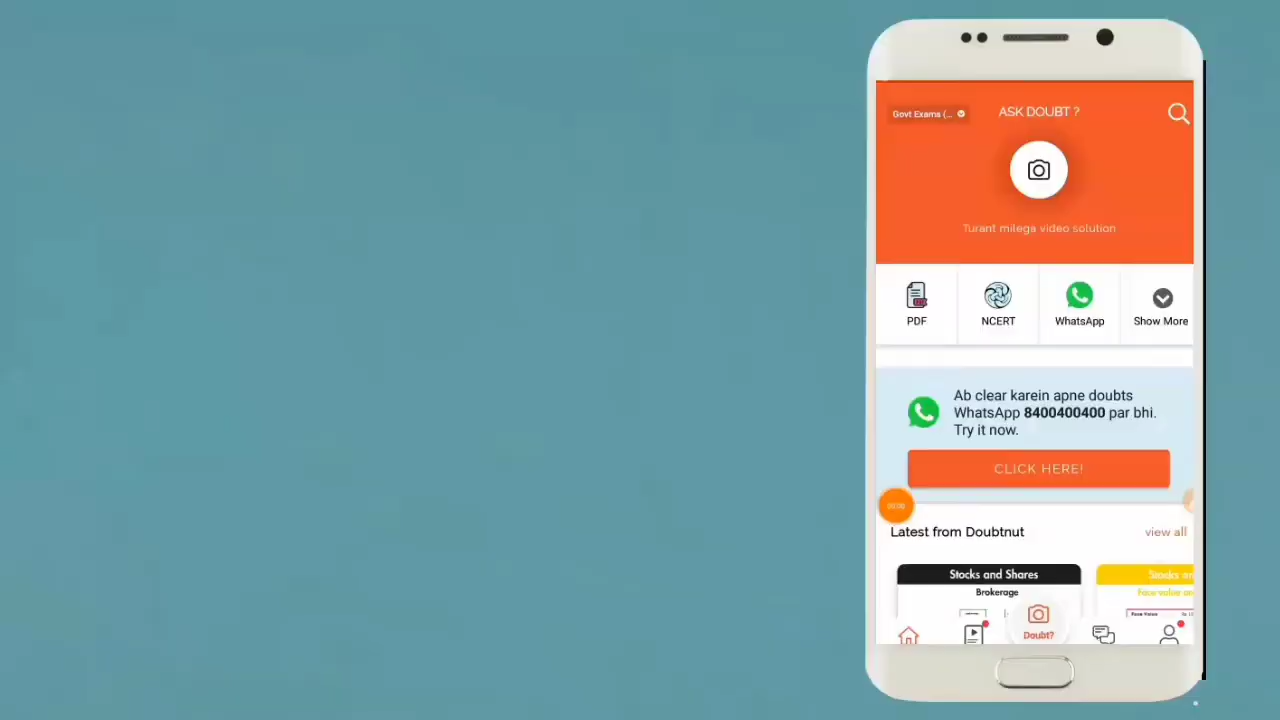 Govt Exams (...
ASK DOUBT ?
Turant milega video solution
PDF
NCERT
WhatsApp
Show More
Ab clear karein apne doubts
WhatsApp 8400400400 par bhi.
Try it now.
CLICK HERE!
Latest from Doubtnut
view all
Stocks and Shares
Brokerage
Doubt?